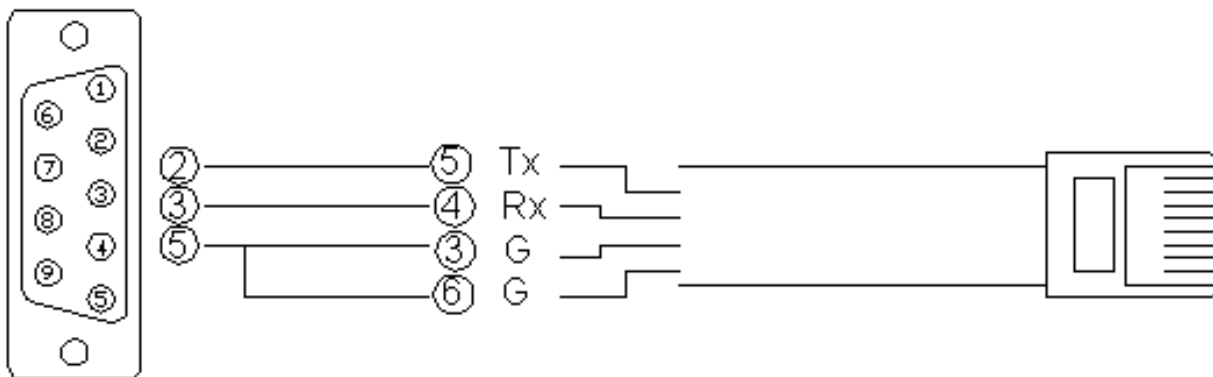 ①
⑥
②
⑦
③
⑧
④
⑨
⑤
② ⑤ Tx
③ ④ Rx
⑤ ③ G
⑥ G